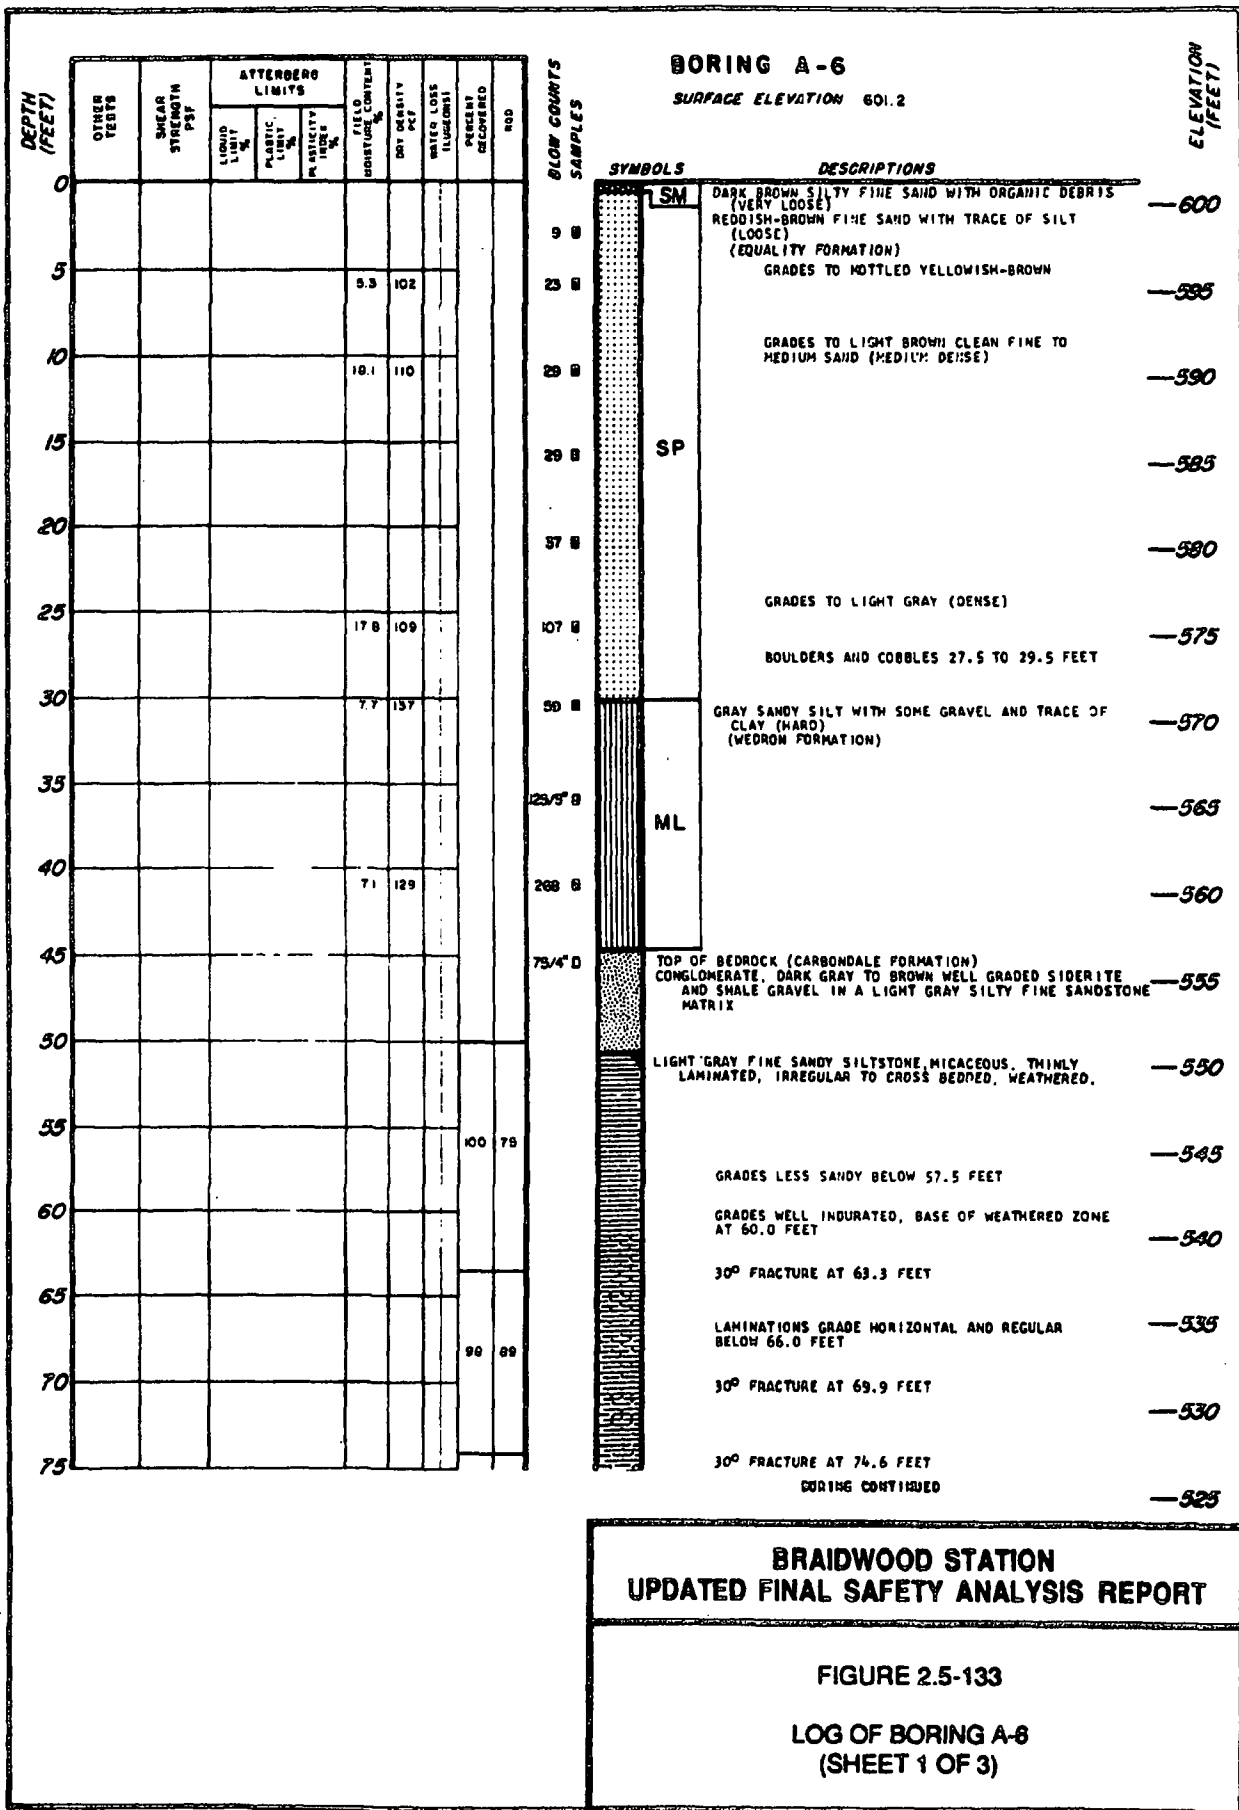 BORING A-6
SURFACE ELEVATION 601.2
DEPTH (FEET)
OTHER TESTS
SHEAR STRENGTH PSF
ATTERBERG LIMITS
LIQUID LIMIT %
PLASTIC LIMIT %
PLASTICITY INDEX %
FIELD MOISTURE CONTENT %
DRY DENSITY PCF
WATER LOSS (LUGEONS)
PERCENT RECOVERED
RQD
BLOW COUNTS
SAMPLES
SYMBOLS
DESCRIPTIONS
ELEVATION (FEET)
0
SM
DARK BROWN SILTY FINE SAND WITH ORGANIC DEBRIS
(VERY LOOSE)
600
REDDISH-BROWN FINE SAND WITH TRACE OF SILT
9
(LOOSE)
(EQUALITY FORMATION)
5
GRADES TO MOTTLED YELLOWISH-BROWN
5.3 102
23
595
10
GRADES TO LIGHT BROWN CLEAN FINE TO
MEDIUM SAND (MEDIUM DENSE)
110
29
590
15
29
SP
585
20
37
580
GRADES TO LIGHT GRAY (DENSE)
25
17.8 109
107
575
BOULDERS AND COBBLES 27.5 TO 29.5 FEET
30
7.7 137
GRAY SANDY SILT WITH SOME GRAVEL AND TRACE OF
CLAY (HARD)
(WEDRON FORMATION)
570
35
565
ML
40
7.1 129
268
560
45
75/4"
TOP OF BEDROCK (CARBONDALE FORMATION)
CONGLOMERATE, DARK GRAY TO BROWN WELL GRADED SIDERITE
AND SHALE GRAVEL IN A LIGHT GRAY SILTY FINE SANDSTONE
MATRIX
555
50
LIGHT GRAY FINE SANDY SILTSTONE, MICACEOUS, THINLY
LAMINATED, IRREGULAR TO CROSS BEDDED, WEATHERED.
550
55
100 75
545
GRADES LESS SANDY BELOW 57.5 FEET
60
GRADES WELL INDURATED, BASE OF WEATHERED ZONE
AT 60.0 FEET
540
30° FRACTURE AT 63.3 FEET
65
LAMINATIONS GRADE HORIZONTAL AND REGULAR
BELOW 66.0 FEET
535
70
30° FRACTURE AT 69.9 FEET
530
75
30° FRACTURE AT 74.6 FEET
BORING CONTINUED
525
BRAIDWOOD STATION
UPDATED FINAL SAFETY ANALYSIS REPORT
FIGURE 2.5-133
LOG OF BORING A-6
(SHEET 1 OF 3)